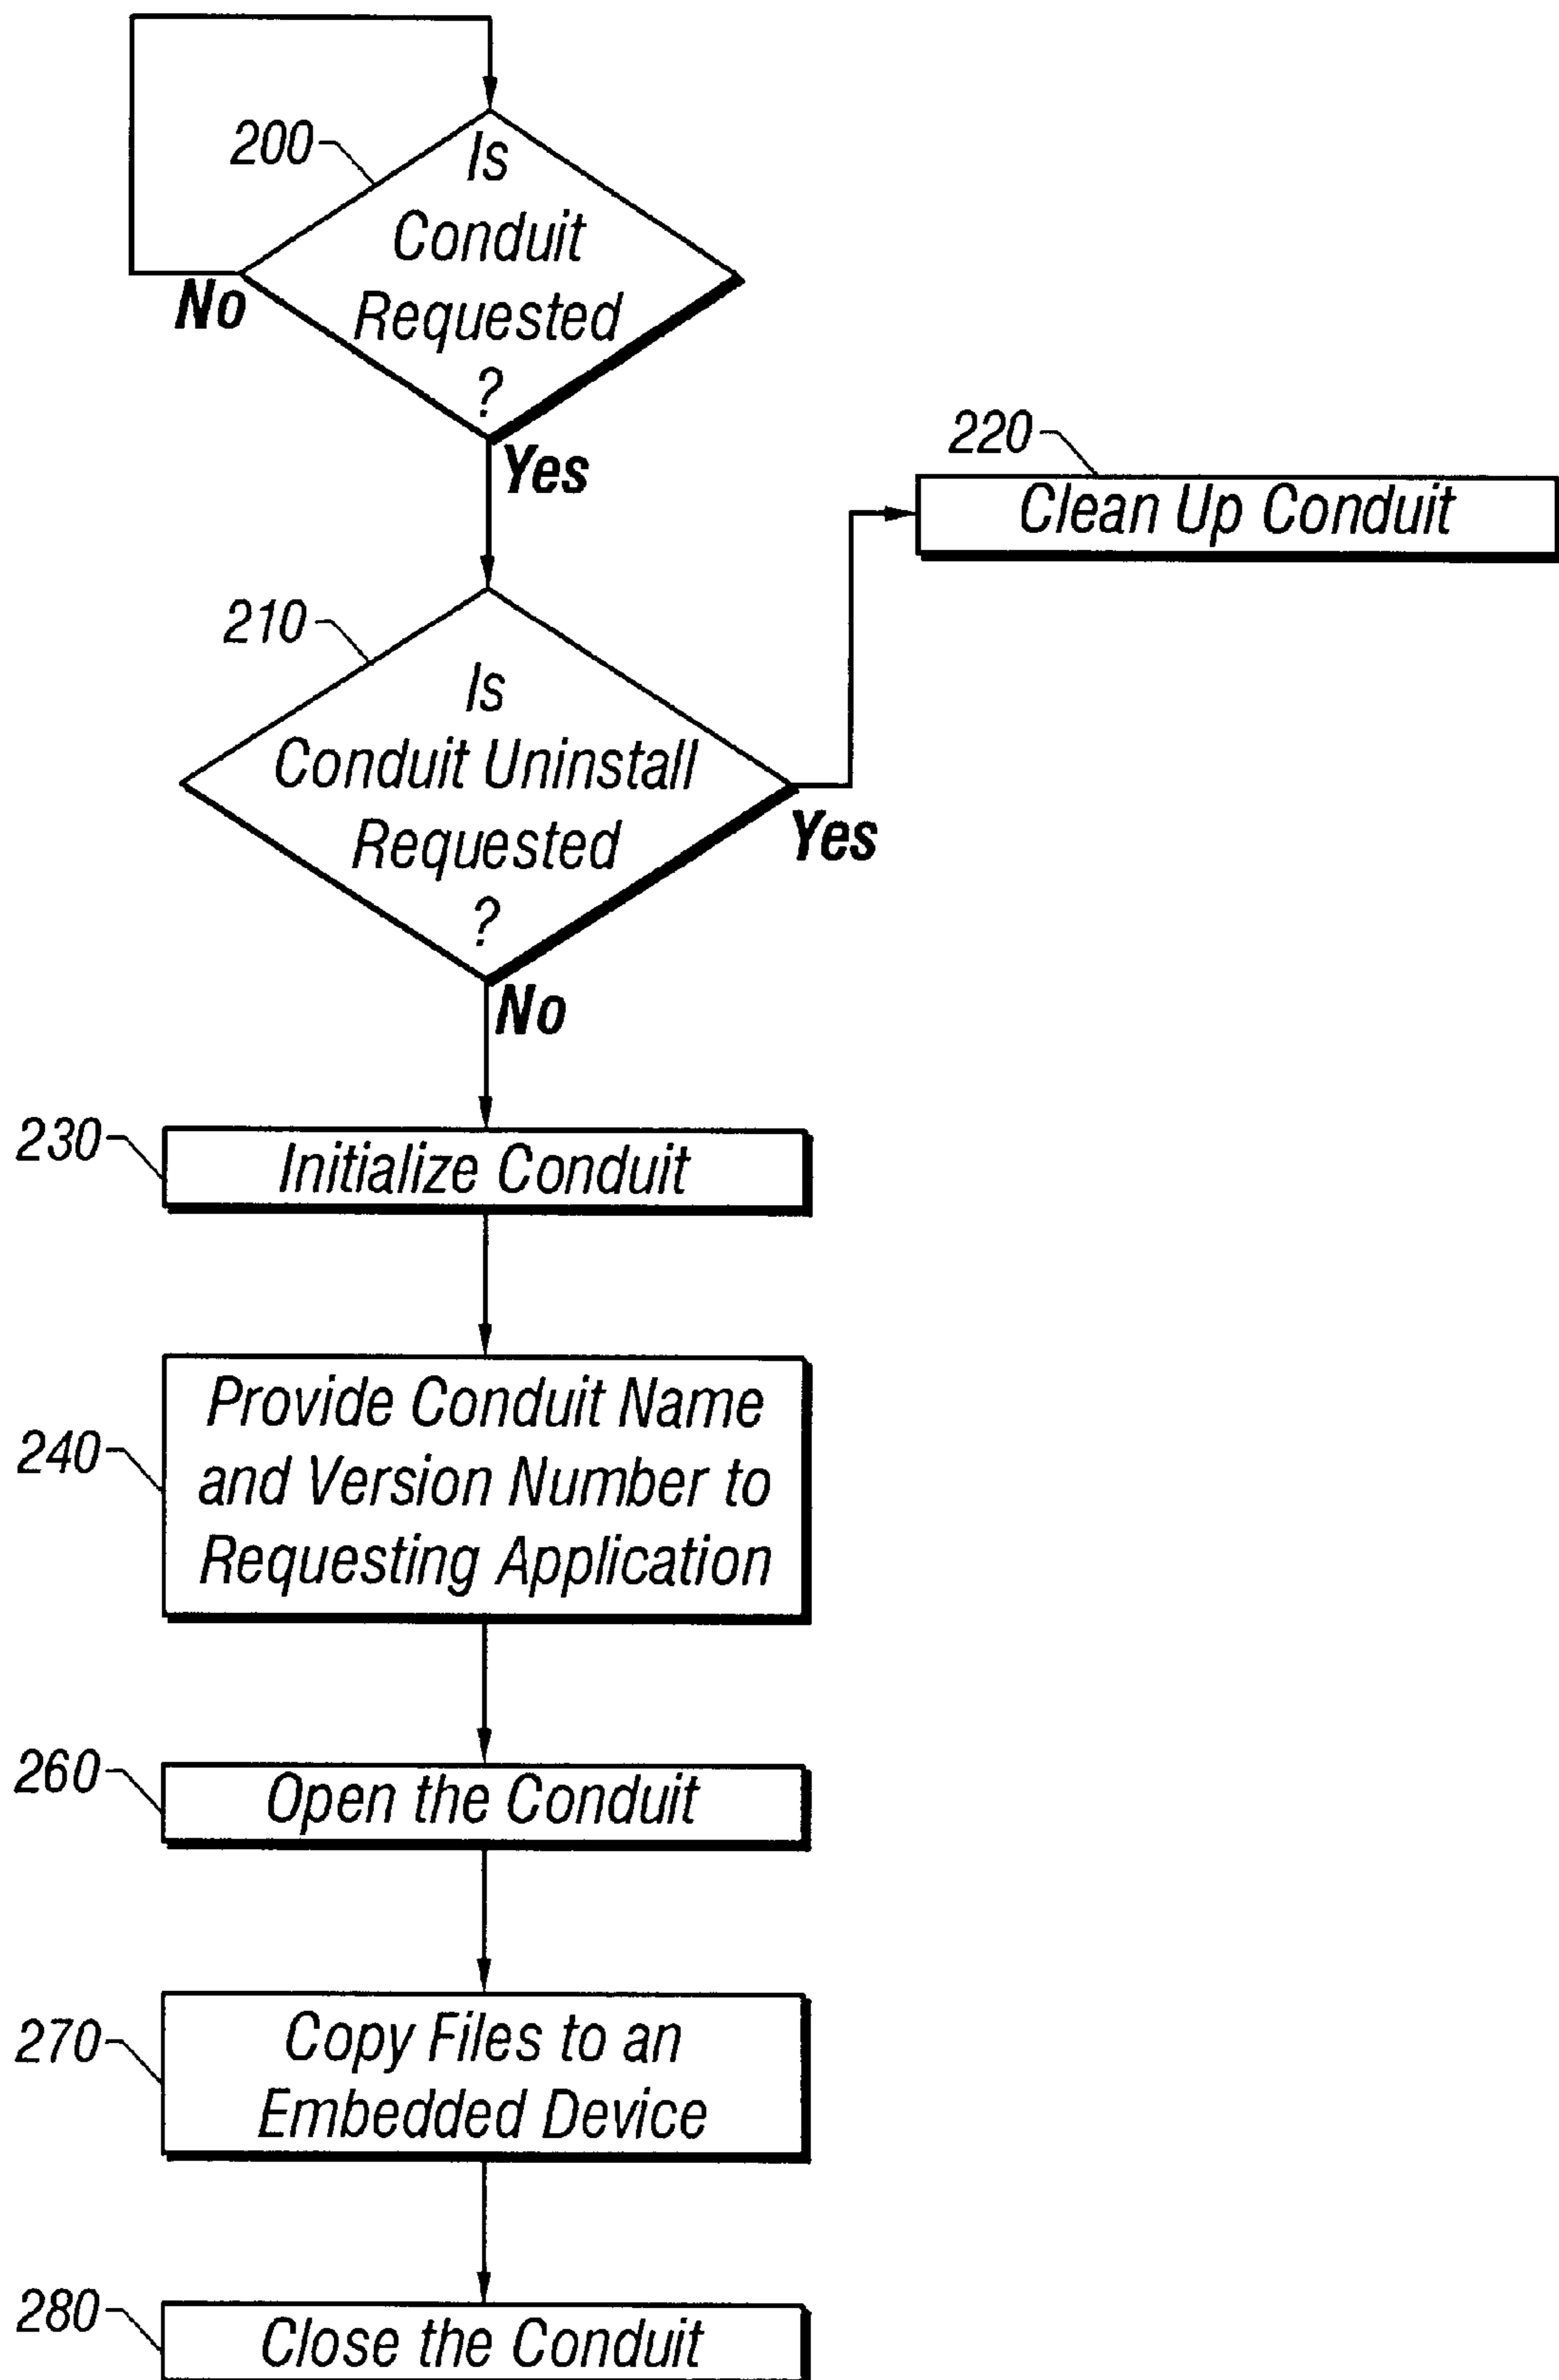 200
Is
Conduit
Requested
?
No
Yes
220
Clean Up Conduit
210
Is
Conduit Uninstall
Requested
?
Yes
No
230
Initialize Conduit
240
Provide Conduit Name
and Version Number to
Requesting Application
260
Open the Conduit
270
Copy Files to an
Embedded Device
280
Close the Conduit